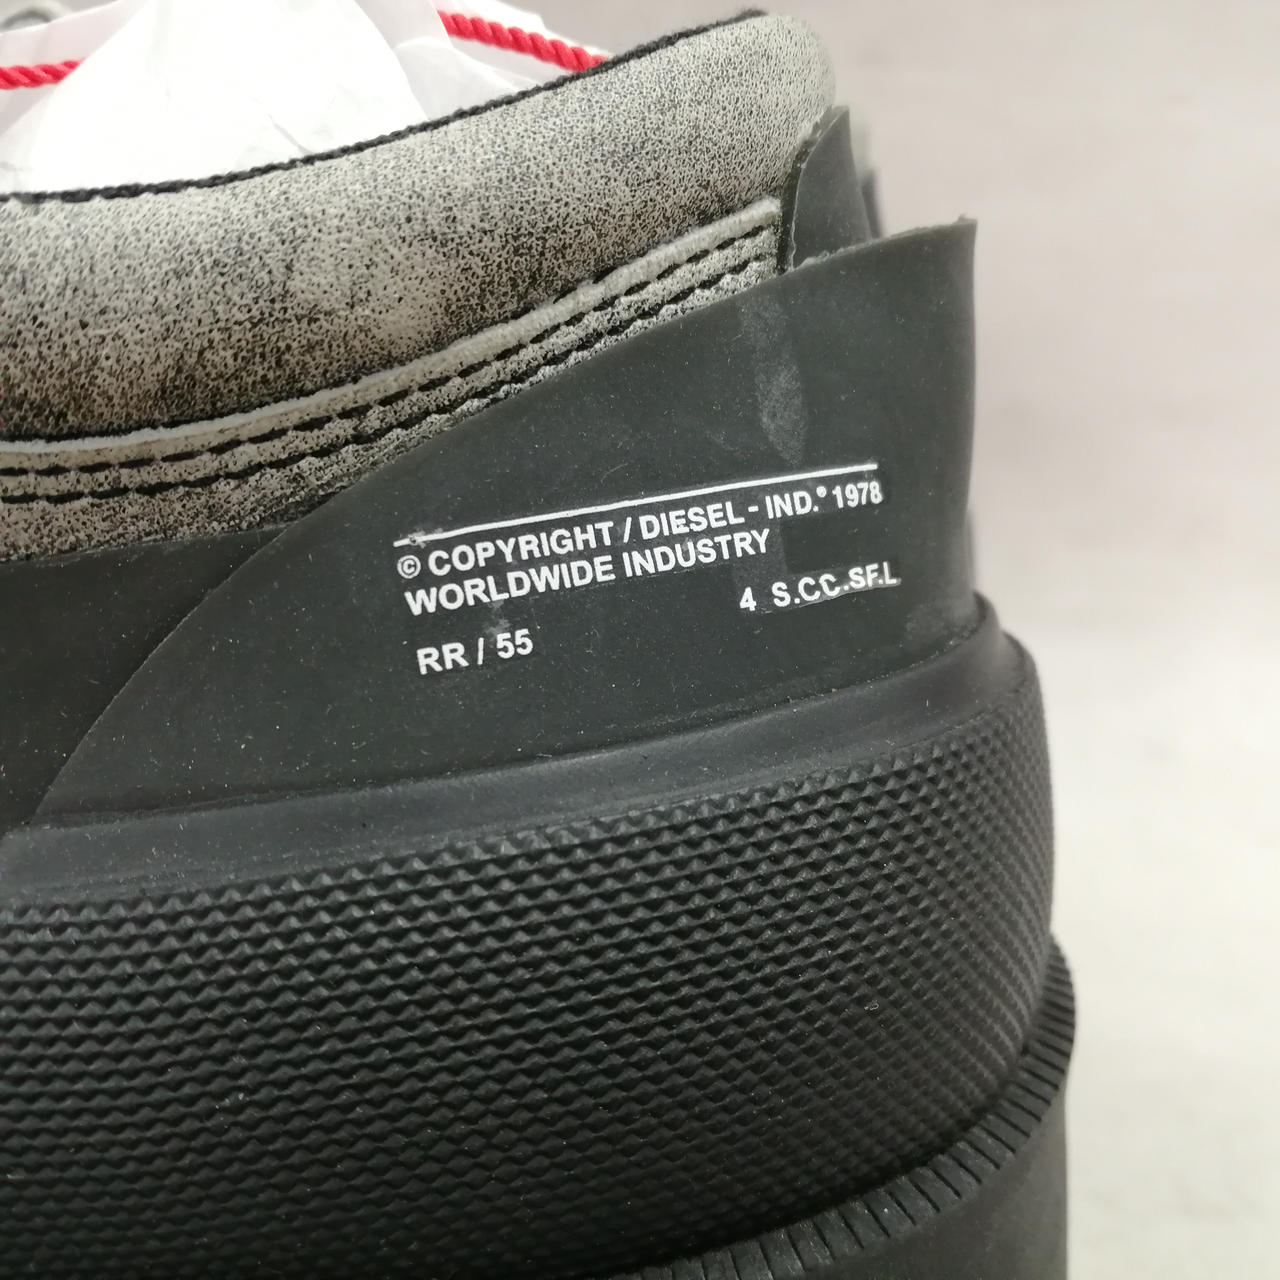 © COPYRIGHT / DIESEL - IND.® 1978
WORLDWIDE INDUSTRY
4 S.CC.SF.L
RR / 55